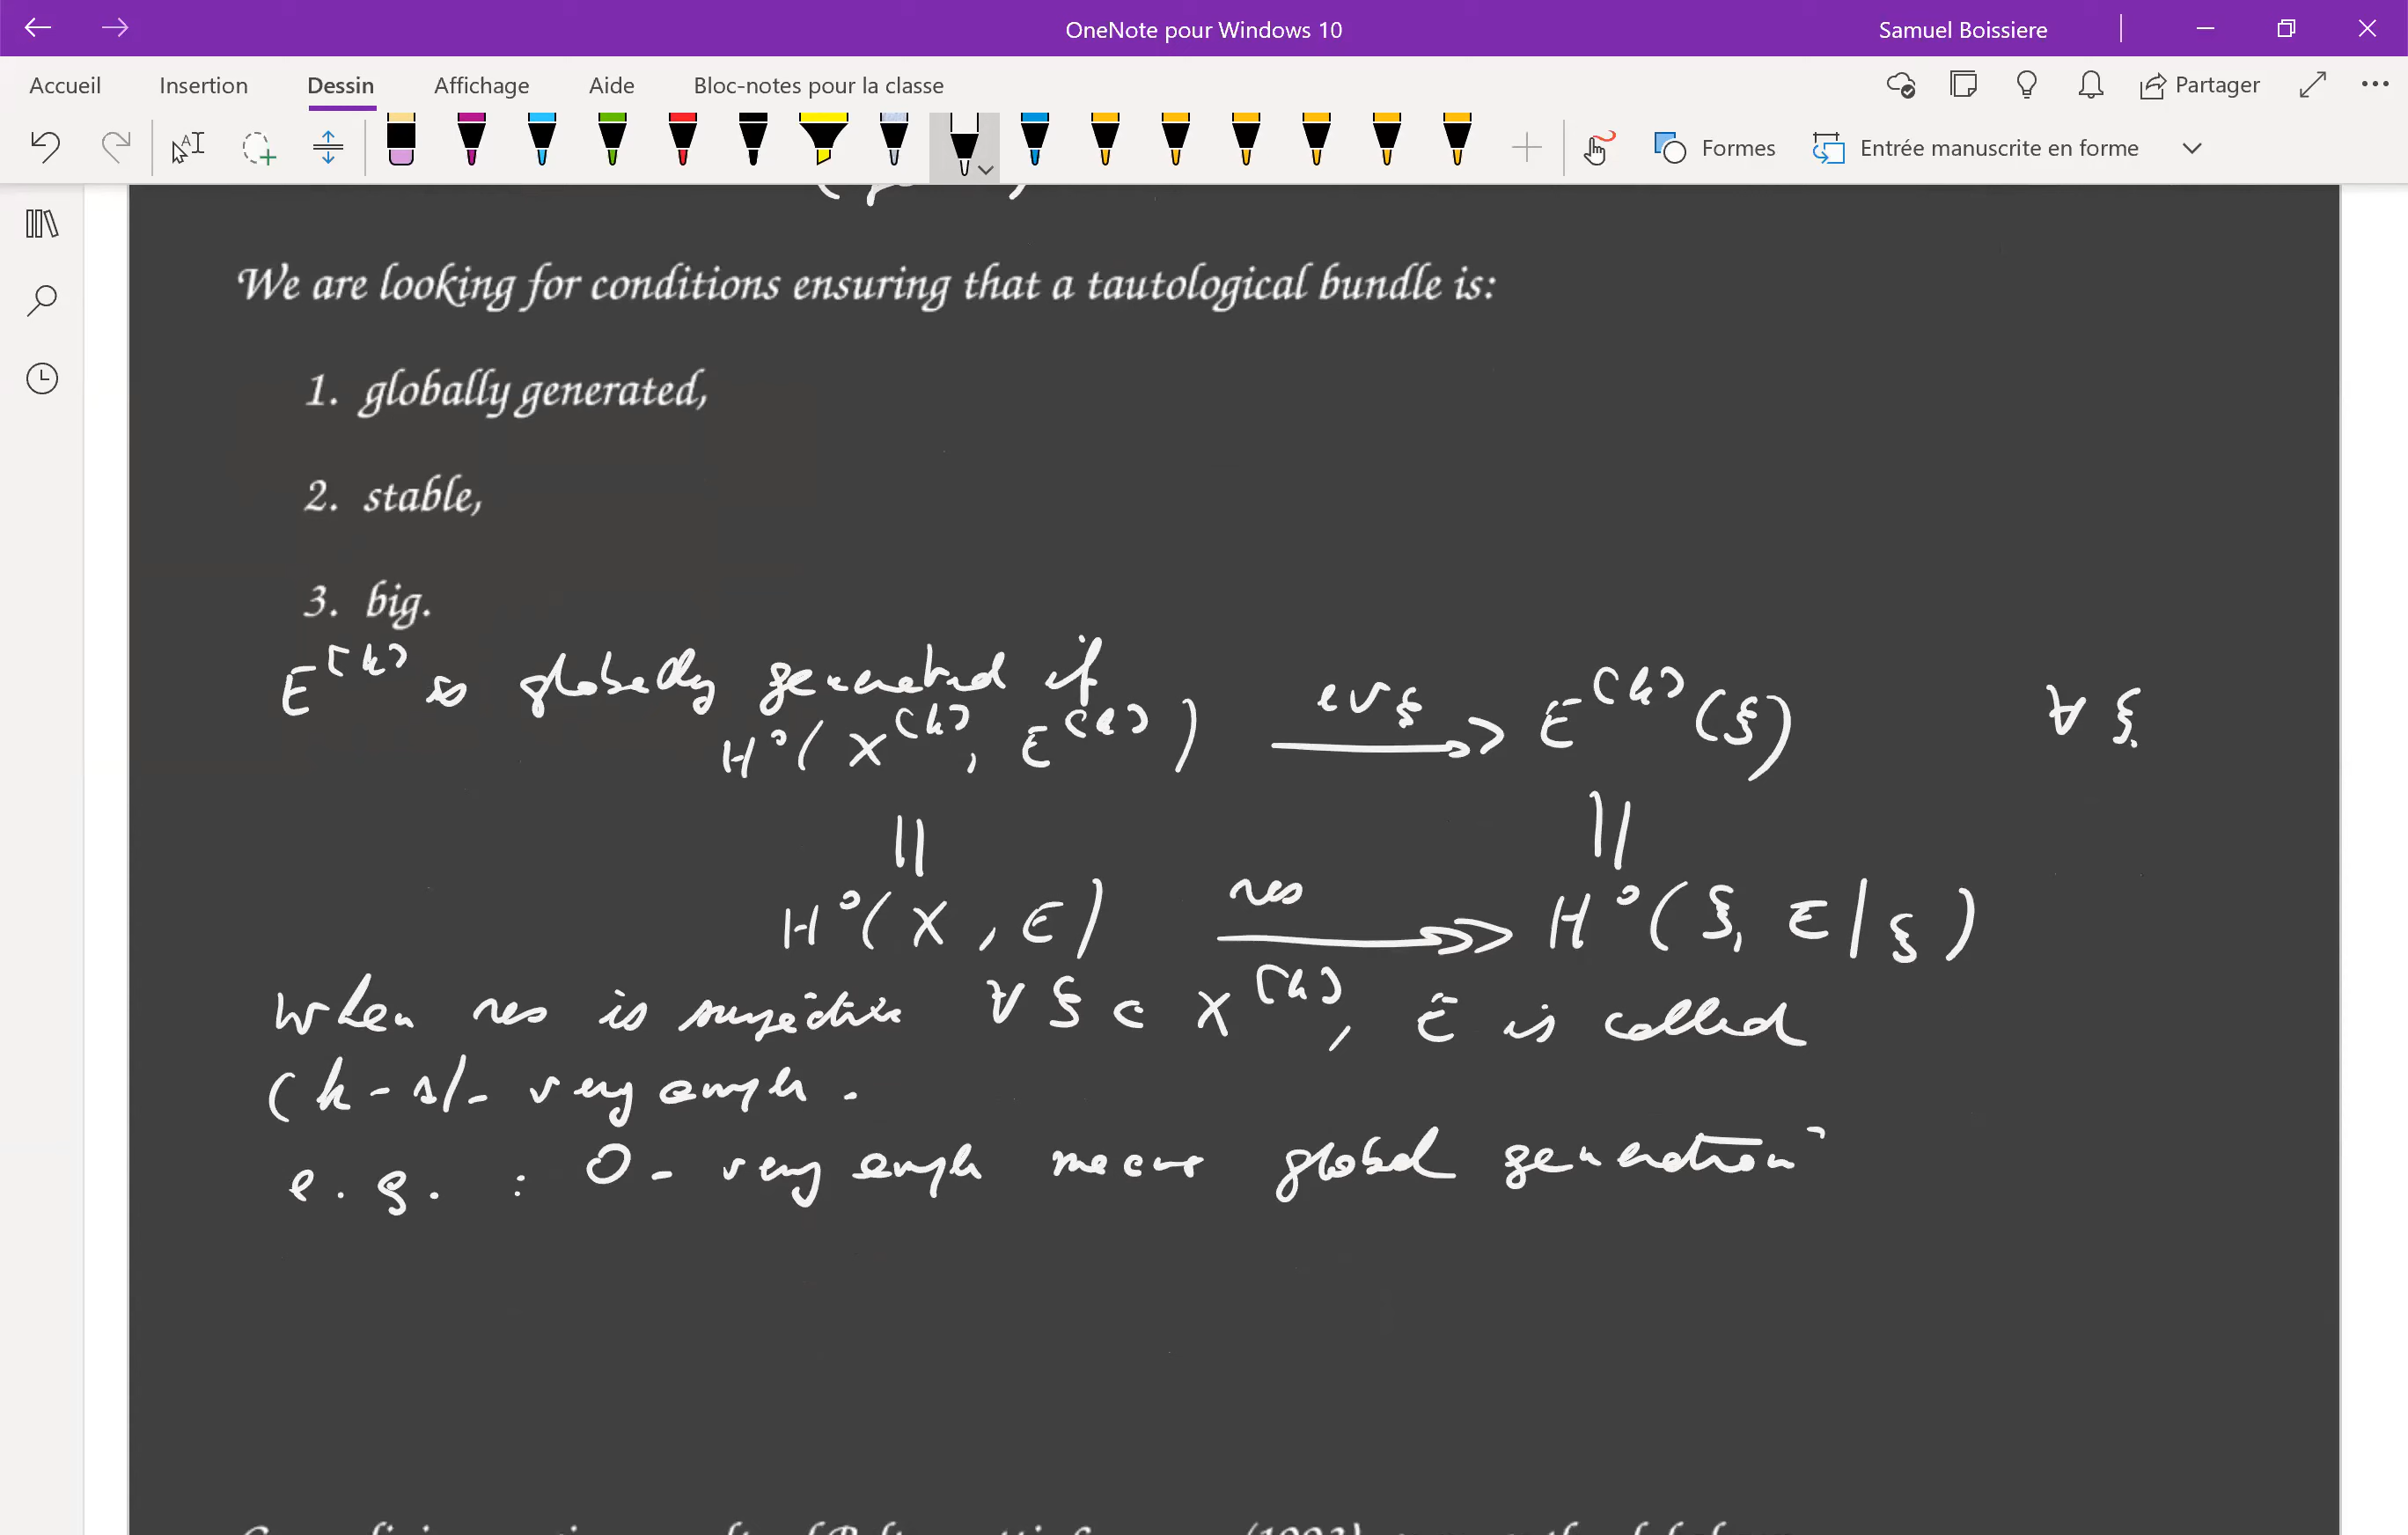 OneNote pour Windows 10
Samuel Boissiere
Accueil Insertion Dessin Affichage Aide Bloc-notes pour la classe Partager
Formes Entrée manuscrite en forme
We are looking for conditions ensuring that a tautological bundle is:
1. globally generated,
2. stable,
3. big.
E^[k] is globally generated if
H°(X^[k], E^[k]) ev_ξ ↠ E^[k](ξ) ∀ ξ.
|| ||
H°(X, E) res ↠ H°(ξ, E|ξ)
When res is surjective ∀ ξ ⊂ X^[k], E is called
(k-1)- very ample.
e.g. : 0 - very ample means global generation